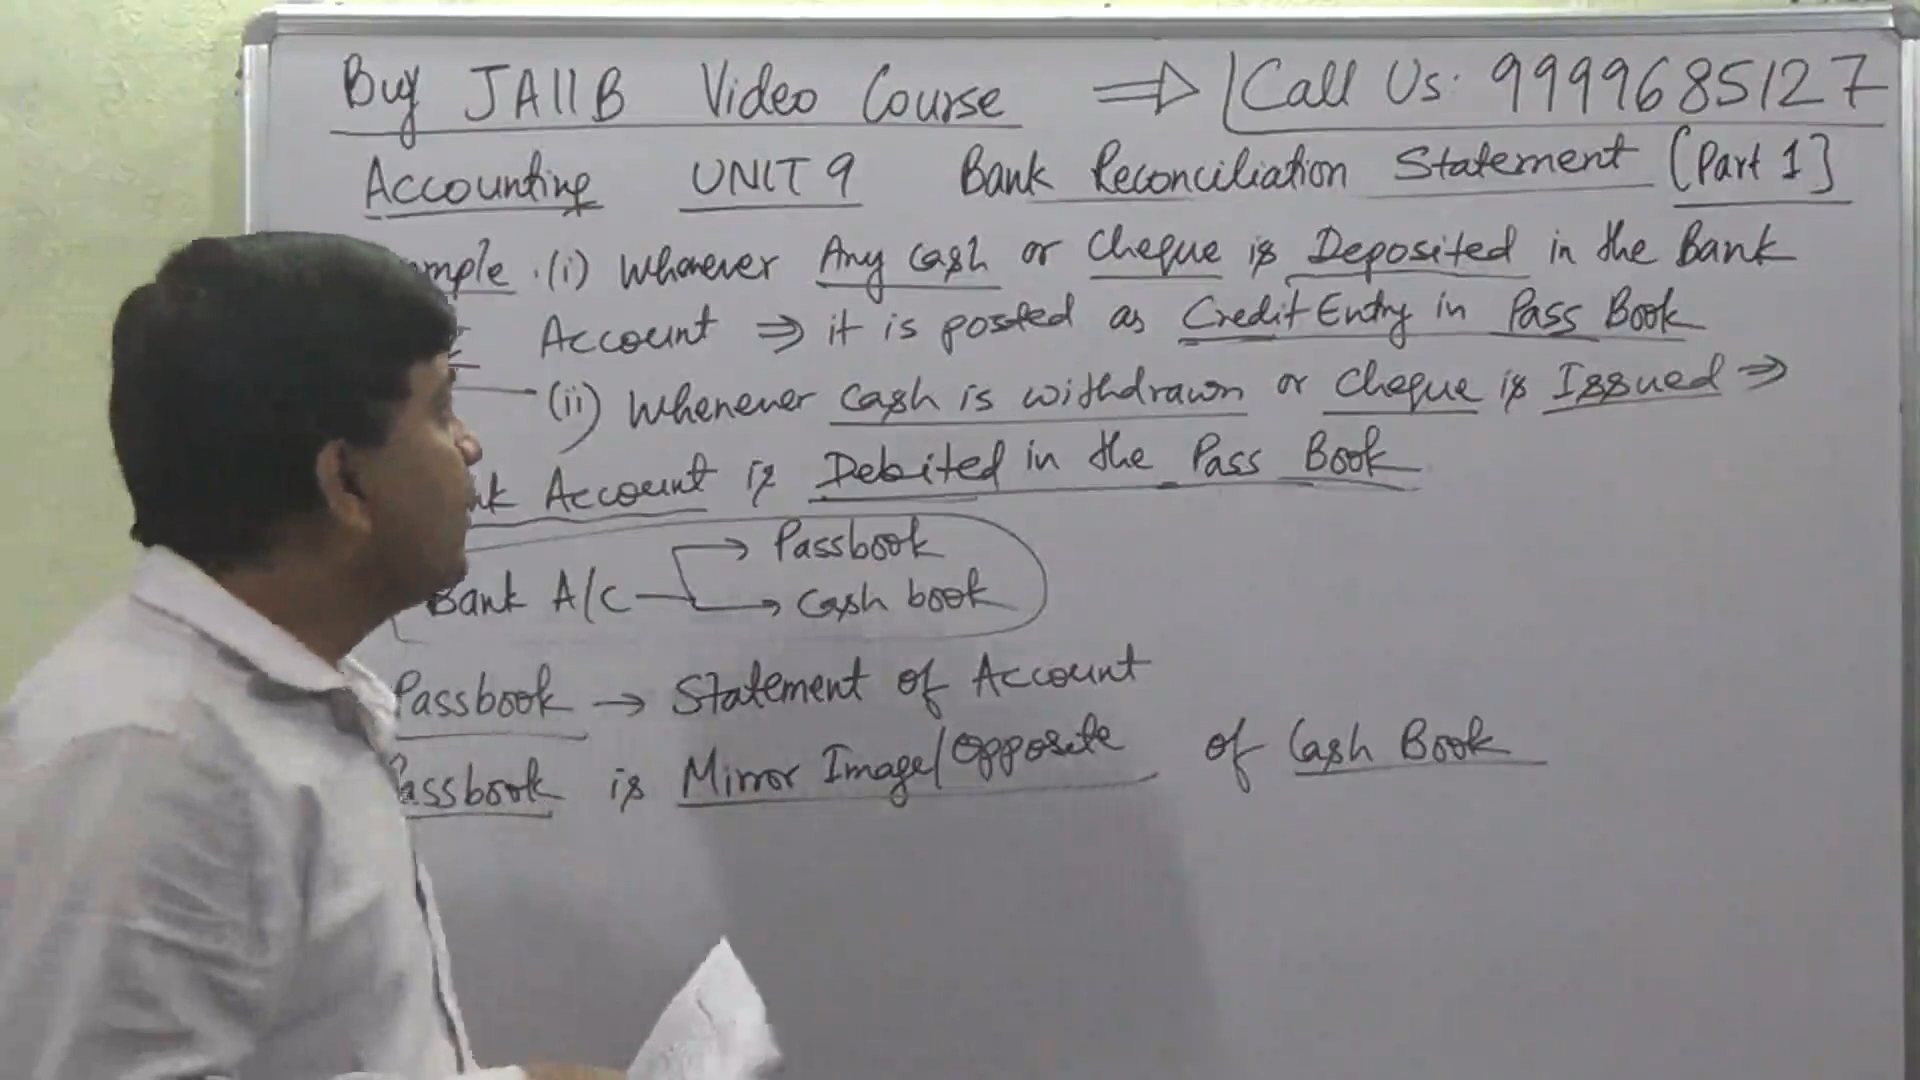 Buy JAIIB Video Course ⇒ Call Us: 9999685127
Accounting UNIT 9 Bank Reconciliation Statement (Part 1]
mple (i) Whenever Any Cash or Cheque is Deposited in the Bank
Account ⇒ it is posted as Credit Entry in Pass Book
(ii) Whenever Cash is withdrawn or Cheque is Issued ⇒
nk Account is Debited in the Pass Book
Bank A/C → Passbook
→ Cash book
Passbook → Statement of Account
Passbook is Mirror Image/Opposite of Cash Book